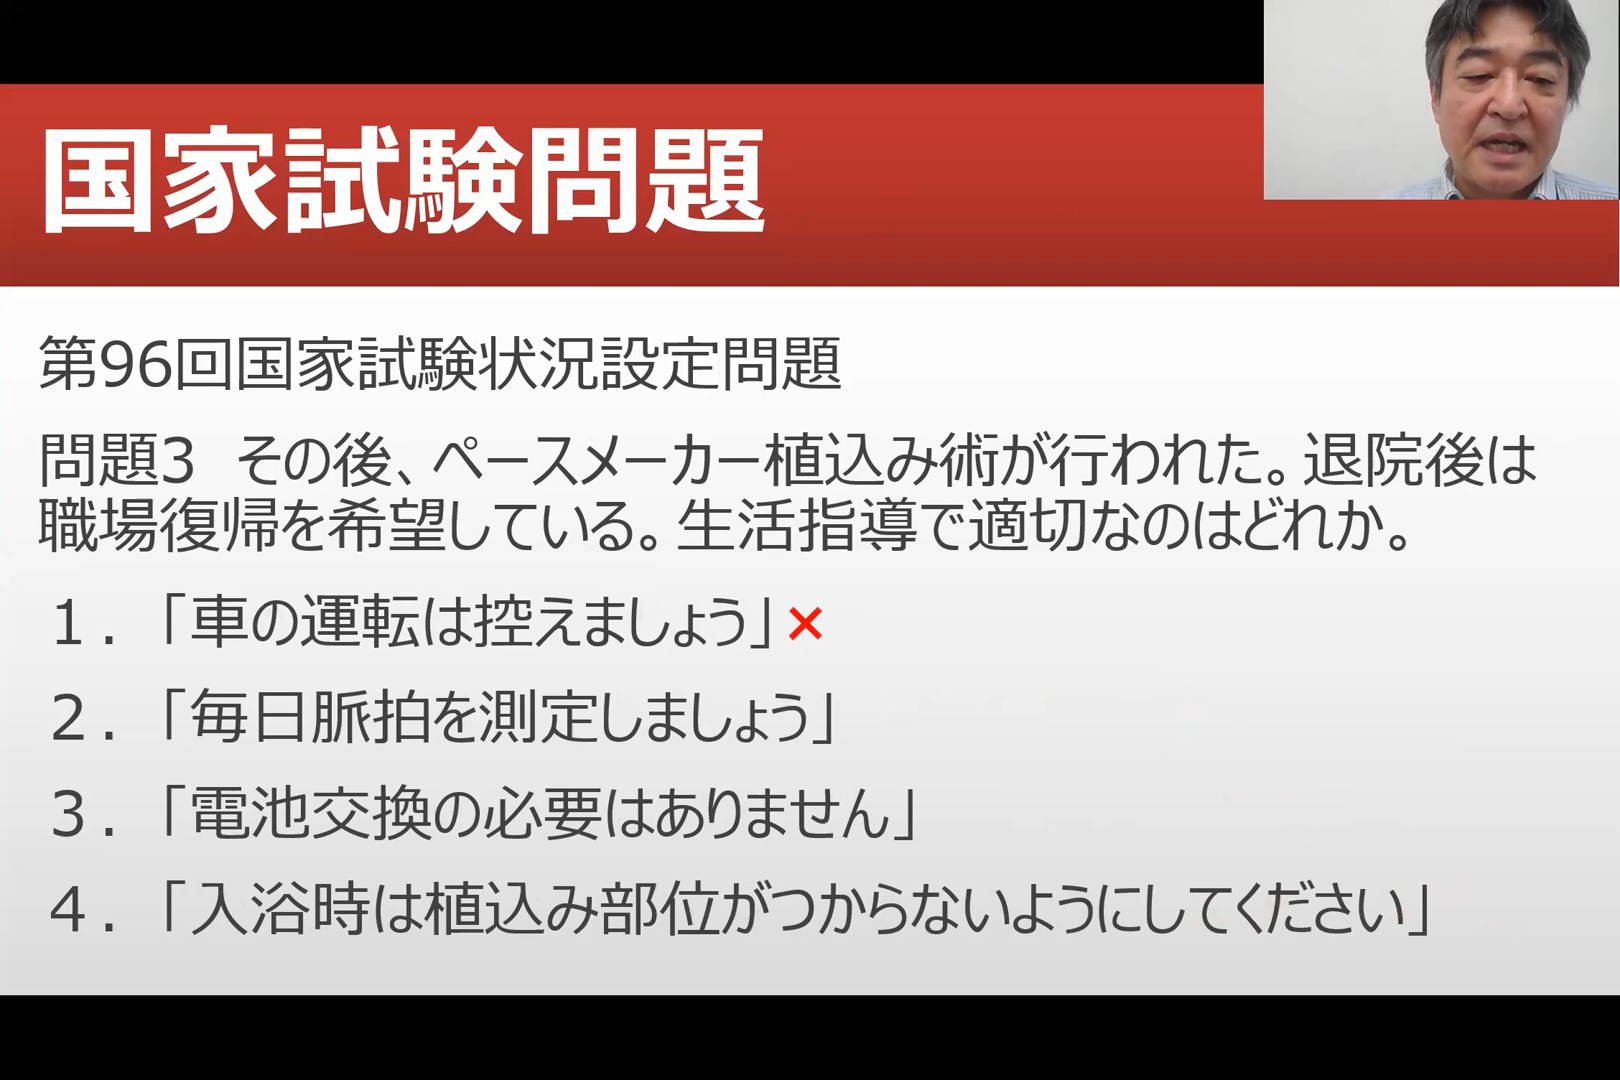 国家試験問題
第96回国家試験状況設定問題
問題3　その後、ペースメーカー植込み術が行われた。退院後は
職場復帰を希望している。生活指導で適切なのはどれか。
１．「車の運転は控えましょう」×
２．「毎日脈拍を測定しましょう」
３．「電池交換の必要はありません」
４．「入浴時は植込み部位がつからないようにしてください」